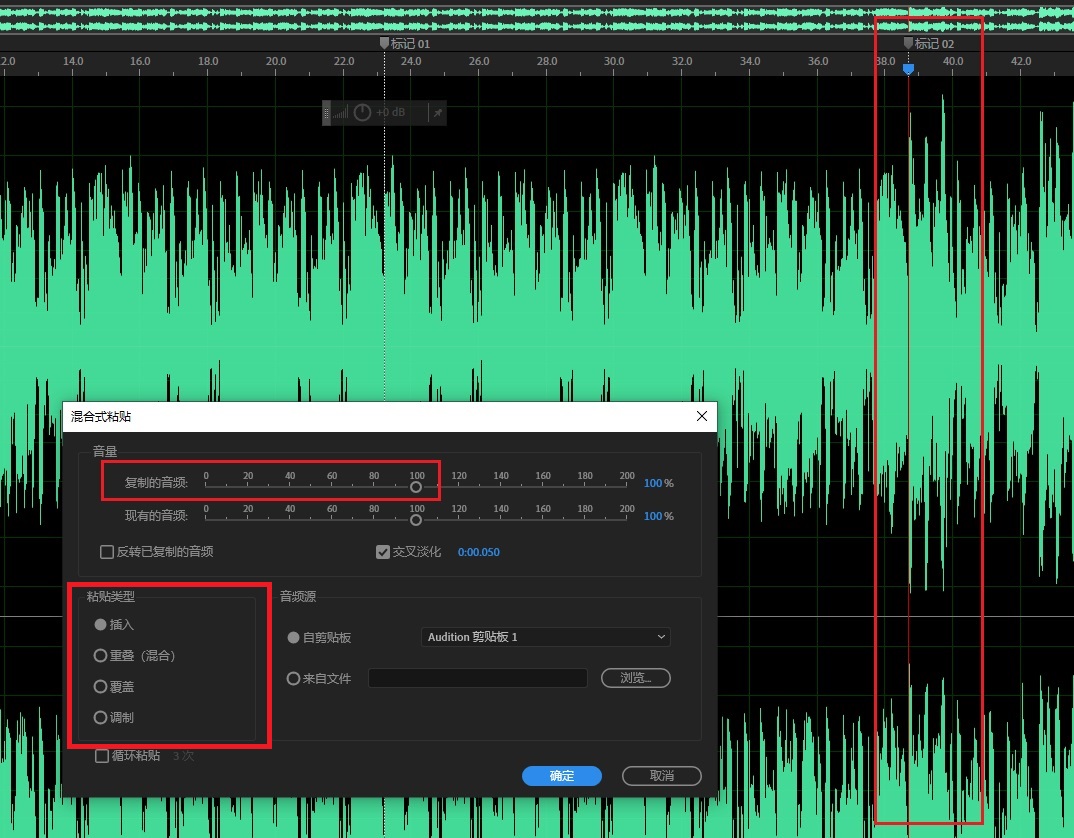 标记 01
标记 02
2.0 14.0 16.0 18.0 20.0 22.0 24.0 26.0 28.0 30.0 32.0 34.0 36.0 38.0 40.0 42.0
+0 dB
混合式粘贴
音量
复制的音频: 0 20 40 60 80 100 120 140 160 180 200 100 %
现有的音频: 0 20 40 60 80 100 120 140 160 180 200 100 %
反转已复制的音频
交叉淡化 0:00.050
粘贴类型
插入
重叠（混合）
覆盖
调制
音频源
自剪贴板 Audition 剪贴板 1
来自文件 浏览...
循环粘贴 3 次
确定 取消